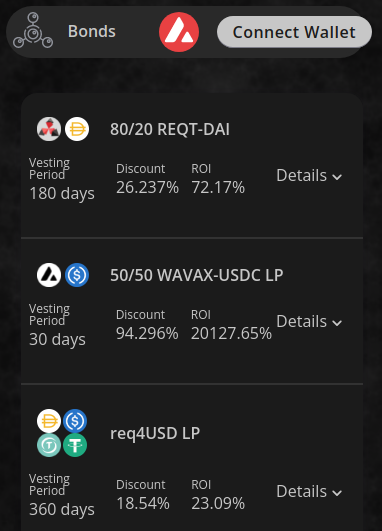 Bonds
Connect Wallet
80/20 REQT-DAI
Vesting Period
180 days
Discount
26.237%
ROI
72.17%
Details
50/50 WAVAX-USDC LP
Vesting Period
30 days
Discount
94.296%
ROI
20127.65%
Details
req4USD LP
Vesting Period
360 days
Discount
18.54%
ROI
23.09%
Details